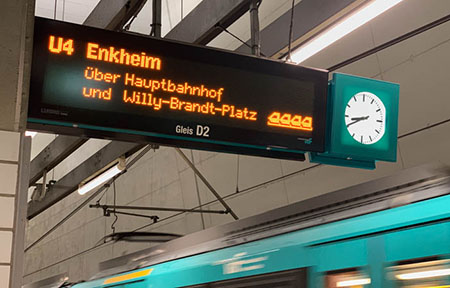 U4 Enkheim
über Hauptbahnhof
und Willy-Brandt-Platz
Gleis D2